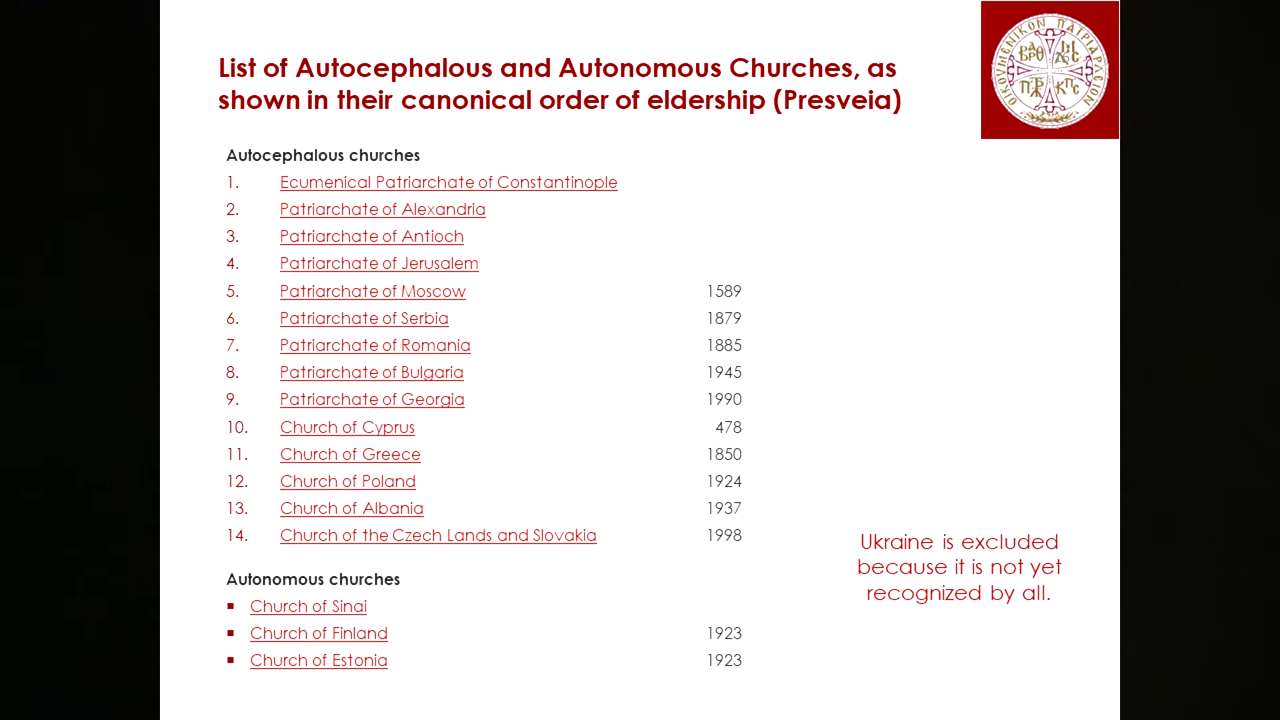 List of Autocephalous and Autonomous Churches, as
shown in their canonical order of eldership (Presveia)
Autocephalous churches
1. Ecumenical Patriarchate of Constantinople
2. Patriarchate of Alexandria
3. Patriarchate of Antioch
4. Patriarchate of Jerusalem
5. Patriarchate of Moscow 1589
6. Patriarchate of Serbia 1879
7. Patriarchate of Romania 1885
8. Patriarchate of Bulgaria 1945
9. Patriarchate of Georgia 1990
10. Church of Cyprus 478
11. Church of Greece 1850
12. Church of Poland 1924
13. Church of Albania 1937
14. Church of the Czech Lands and Slovakia 1998
Ukraine is excluded
because it is not yet
recognized by all.
Autonomous churches
▪ Church of Sinai
▪ Church of Finland 1923
▪ Church of Estonia 1923